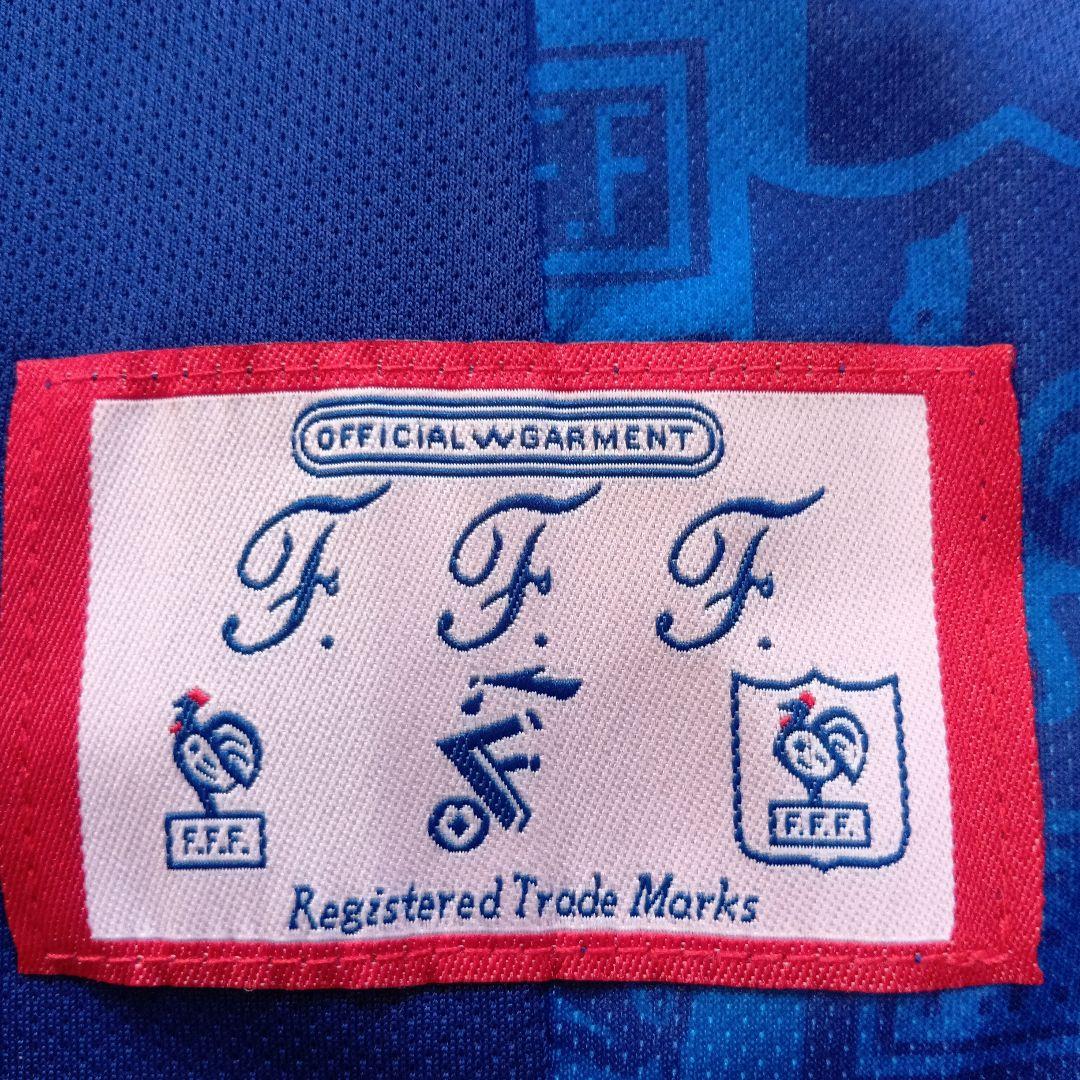 .F.F
OFFICIAL GARMENT
F. F. F.
F.F.F.
F.F.F.
Registered Trade Marks